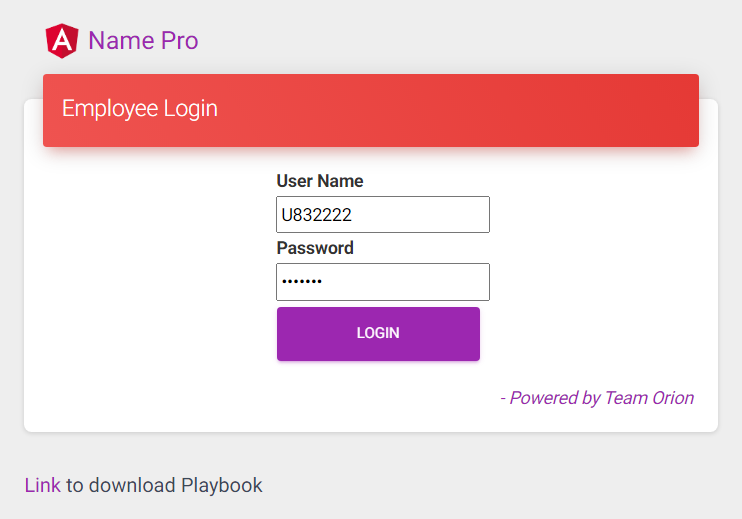 Name Pro
Employee Login
User Name
U832222
Password
•••••••
LOGIN
- Powered by Team Orion
Link to download Playbook